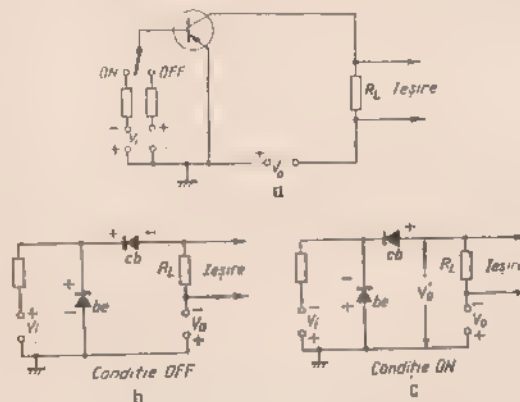 ON OFF
R_L Ieşire
- V_i +
+ +
+ V_o
a
+ cb -
R_L Ieşire
+ V_i
+ be -
- V_o +
Condiţie OFF
b
cb +
R_L Ieşire
- V_i
- be +
V_o'
- V_o +
Condiţie ON
c